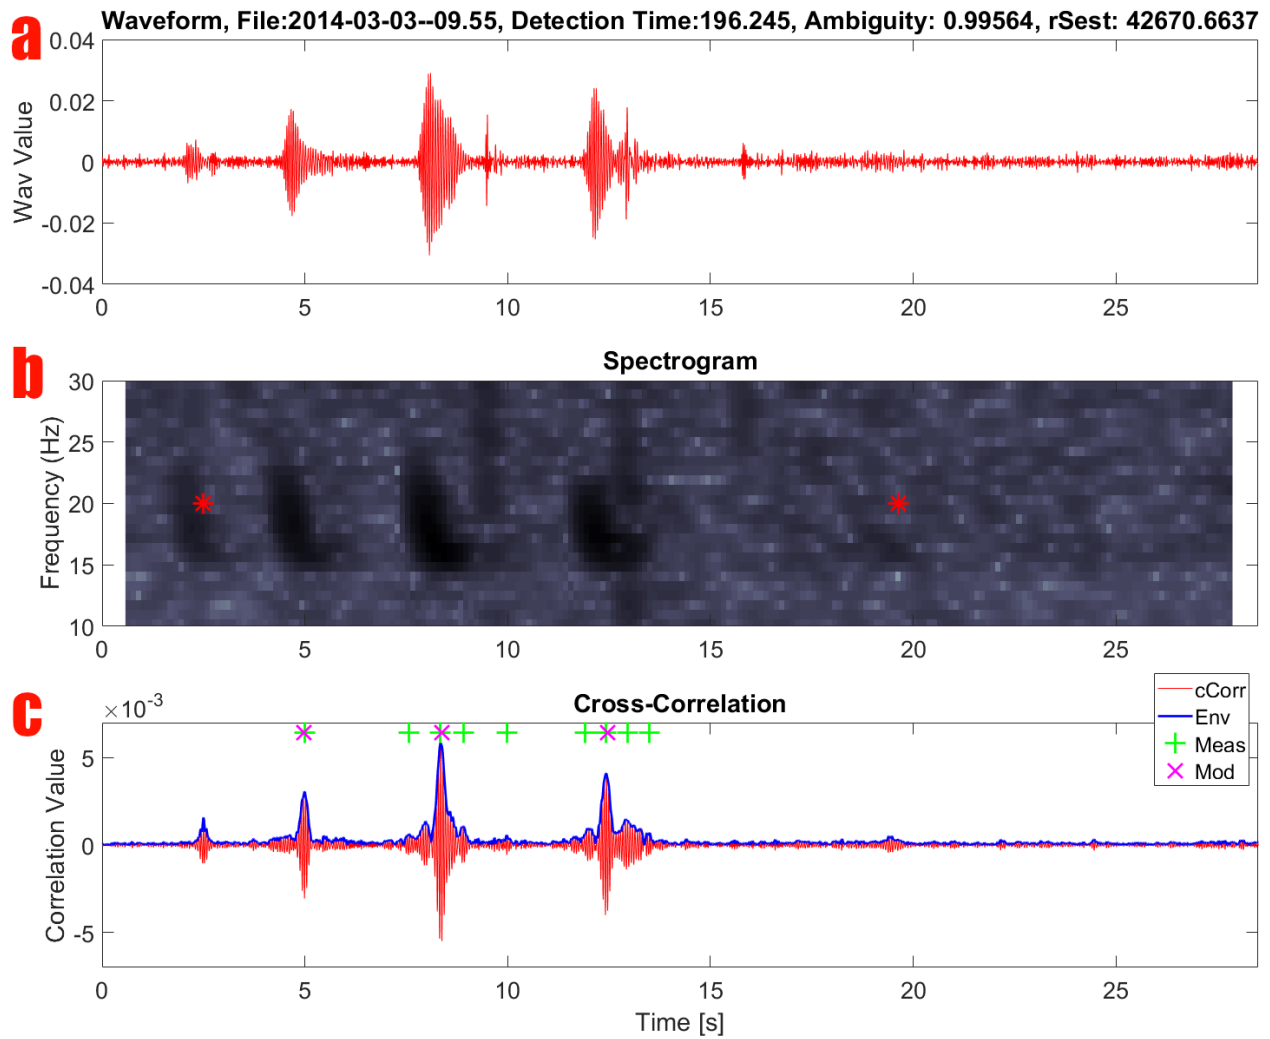 a
Waveform, File:2014-03-03--09.55, Detection Time:196.245, Ambiguity: 0.99564, rSest: 42670.6637
0.04
0.02
0
-0.02
-0.04
Wav Value
0 5 10 15 20 25
b
Spectrogram
30
25
20
15
10
Frequency (Hz)
0 5 10 15 20 25
c
×10-3
Cross-Correlation
cCorr
Env
Meas
Mod
5
0
-5
Correlation Value
0 5 10 15 20 25
Time [s]